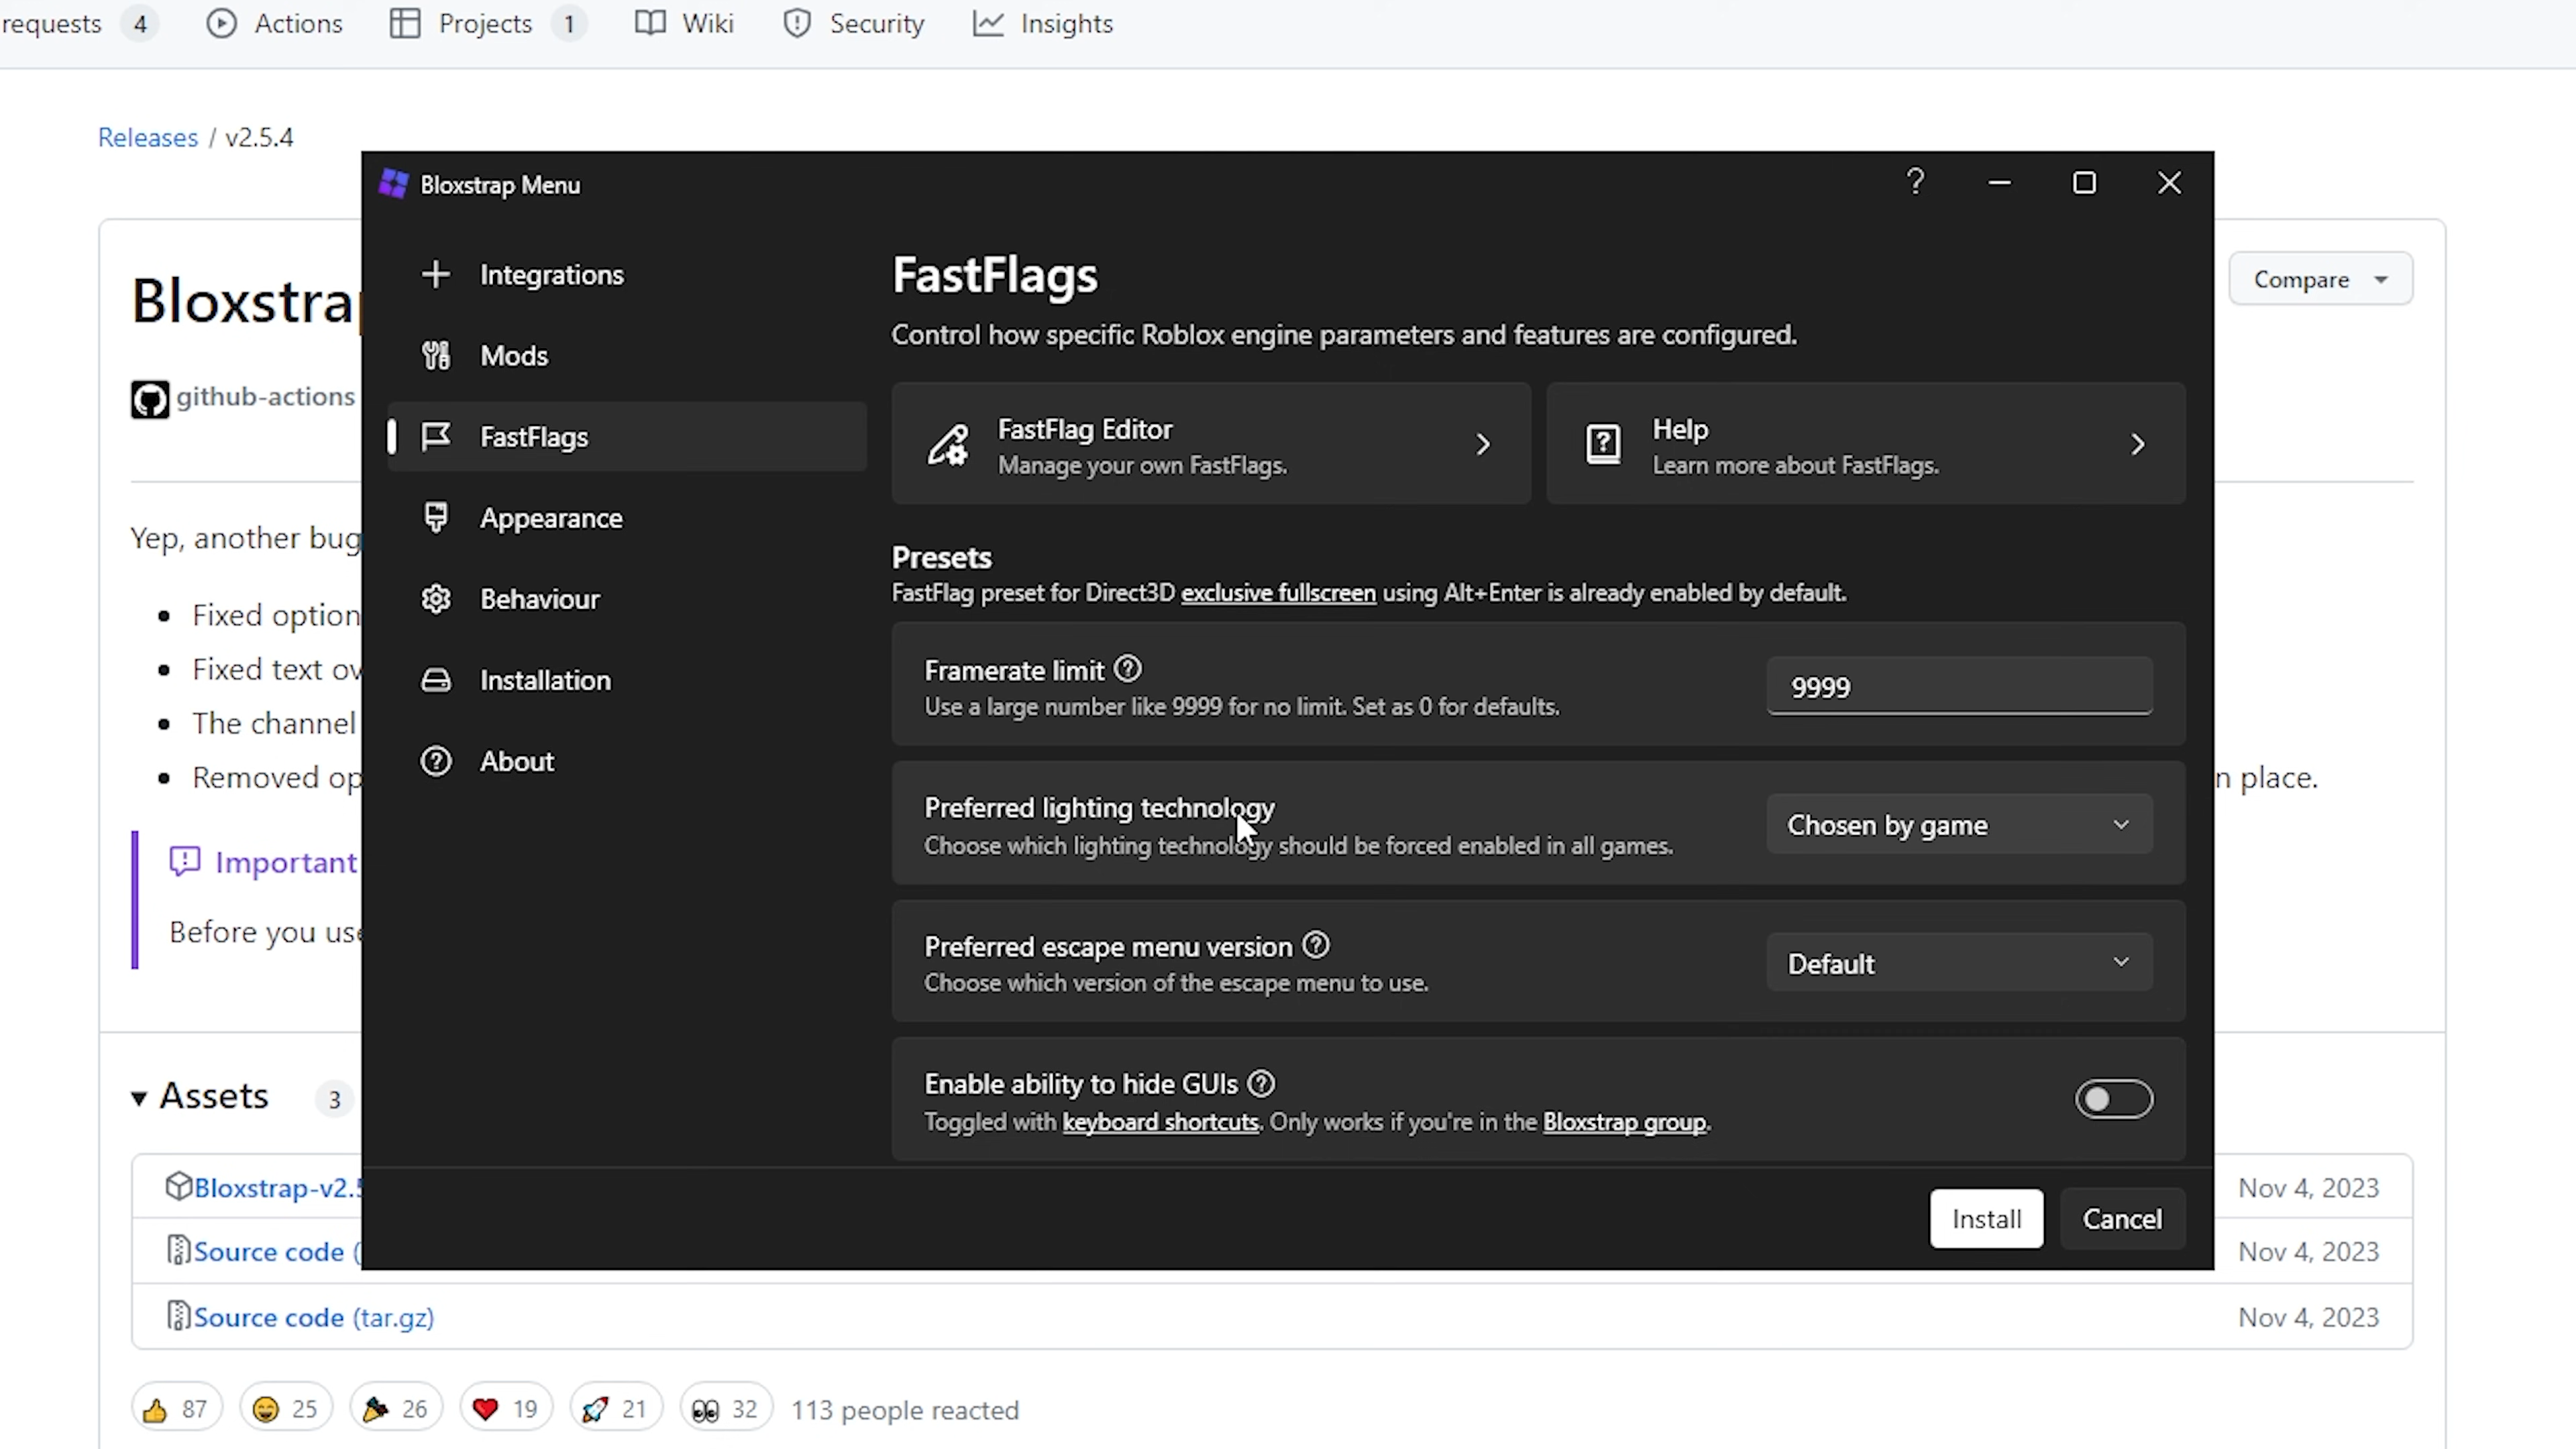 requests 4 Actions Projects 1 Wiki Security Insights
Releases / v2.5.4
Bloxstrap Menu
Bloxstrap
Compare
github-actions
Yep, another bug
Fixed option
Fixed text ov
The channel
Removed op
n place.
Important
Before you use
Assets 3
Bloxstrap-v2.5
Nov 4, 2023
Source code (
Nov 4, 2023
Source code (tar.gz)
Nov 4, 2023
87 25 26 19 21 32 113 people reacted
Integrations
Mods
FastFlags
Appearance
Behaviour
Installation
About
FastFlags
Control how specific Roblox engine parameters and features are configured.
FastFlag Editor
Manage your own FastFlags.
Help
Learn more about FastFlags.
Presets
FastFlag preset for Direct3D exclusive fullscreen using Alt+Enter is already enabled by default.
Framerate limit
Use a large number like 9999 for no limit. Set as 0 for defaults.
9999
Preferred lighting technology
Choose which lighting technology should be forced enabled in all games.
Chosen by game
Preferred escape menu version
Choose which version of the escape menu to use.
Default
Enable ability to hide GUIs
Toggled with keyboard shortcuts. Only works if you're in the Bloxstrap group.
Install
Cancel